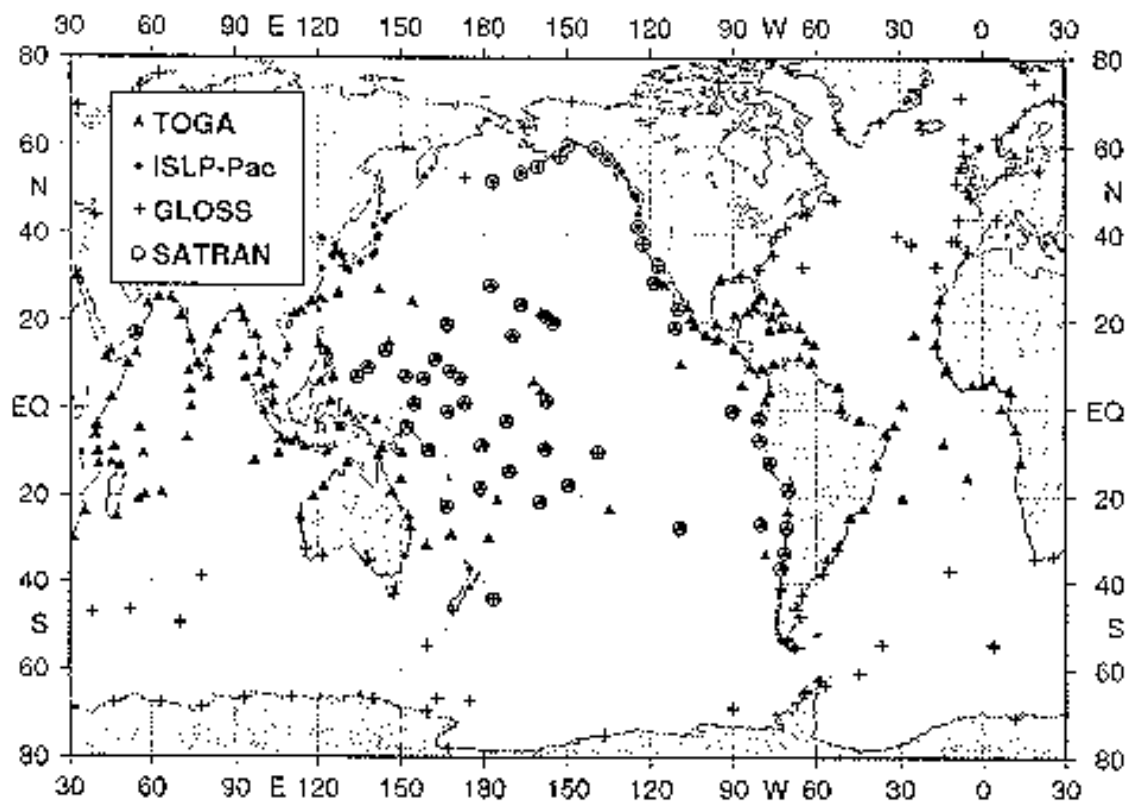 30 60 90 E 120 150 180 150 120 W 60 30 0 30
80 80
▲ TOGA
• ISLP-Pac
+ GLOSS
○ SATRAN
60 60
N N
40 40
20 20
EQ EQ
20 20
40 40
S S
60 60
80 80
30 60 90 E 120 150 180 150 120 90 W 60 30 0 30